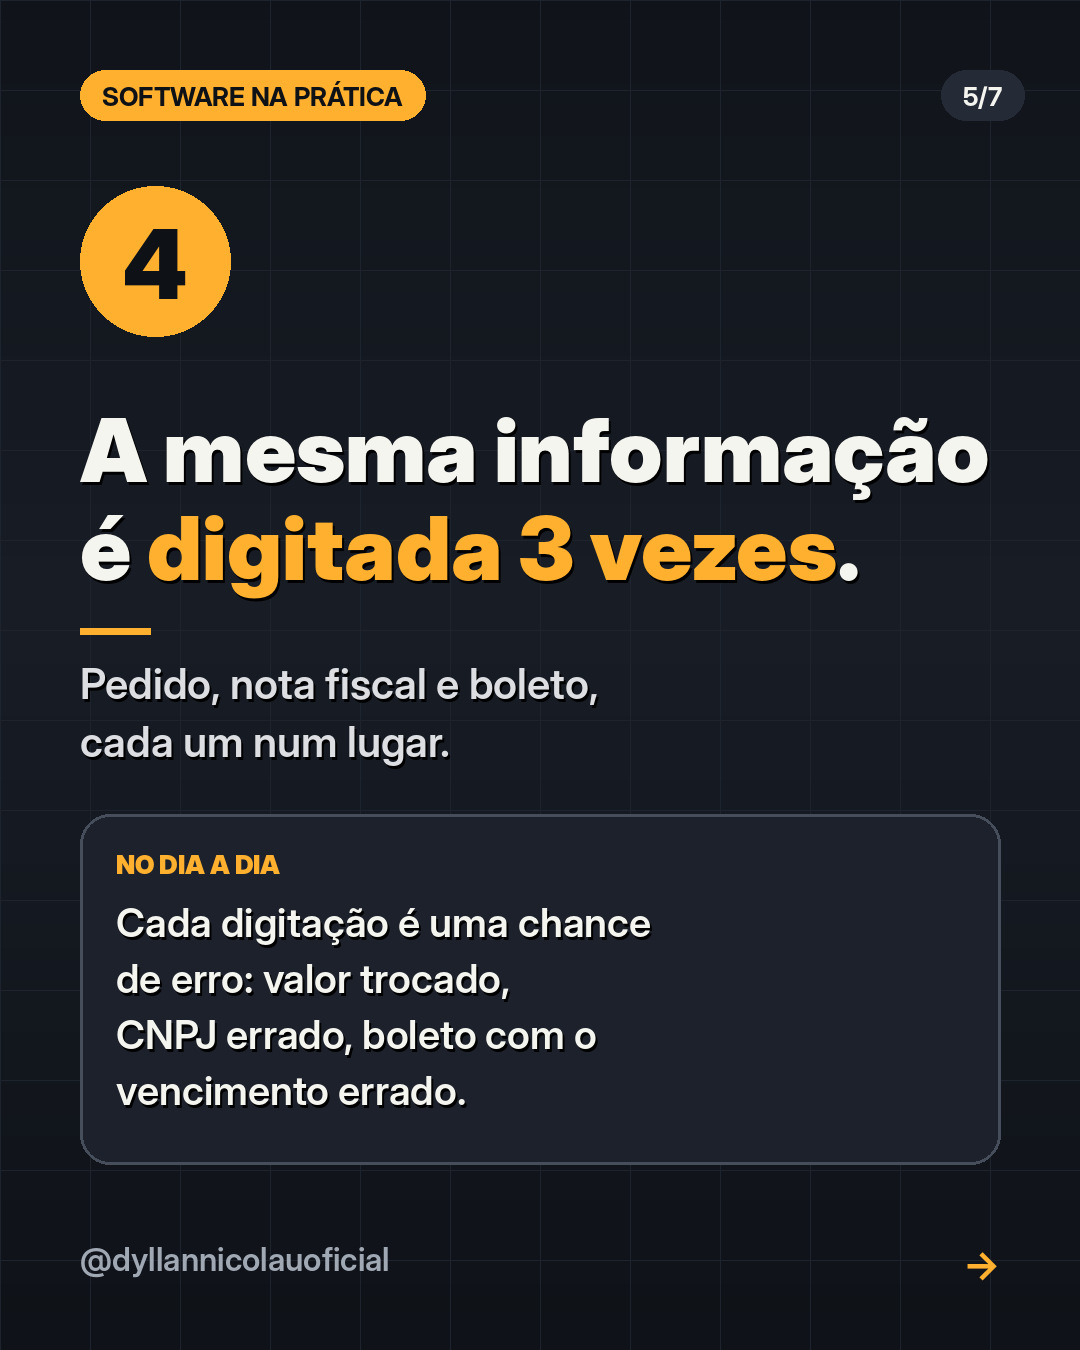 SOFTWARE NA PRÁTICA
5/7
4
A mesma informação
é digitada 3 vezes.
Pedido, nota fiscal e boleto,
cada um num lugar.
NO DIA A DIA
Cada digitação é uma chance
de erro: valor trocado,
CNPJ errado, boleto com o
vencimento errado.
@dyllannicolauoficial
→